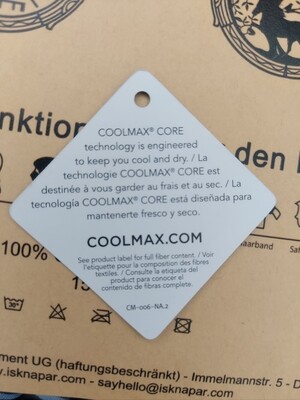 nktion
den
COOLMAX® CORE
technology is engineered
to keep you cool and dry. / La
technologie COOLMAX® CORE est
destinée à vous garder au frais et au sec. / La
tecnología COOLMAX® CORE está diseñada para
mantenerte fresco y seco.
COOLMAX.COM
See product label for full fiber content. / Voir
l'etiquette pour la composition des fibres
textiles. / Consulte la etiqueta del
product para conocer el
contenido de fibras complete.
CM-006-NA.2
100%
aarband
Saf
ment UG (haftungsbeschränkt) - Immelmannstr. 5 - D
w.isknapar.com - sayhello@isknapar.